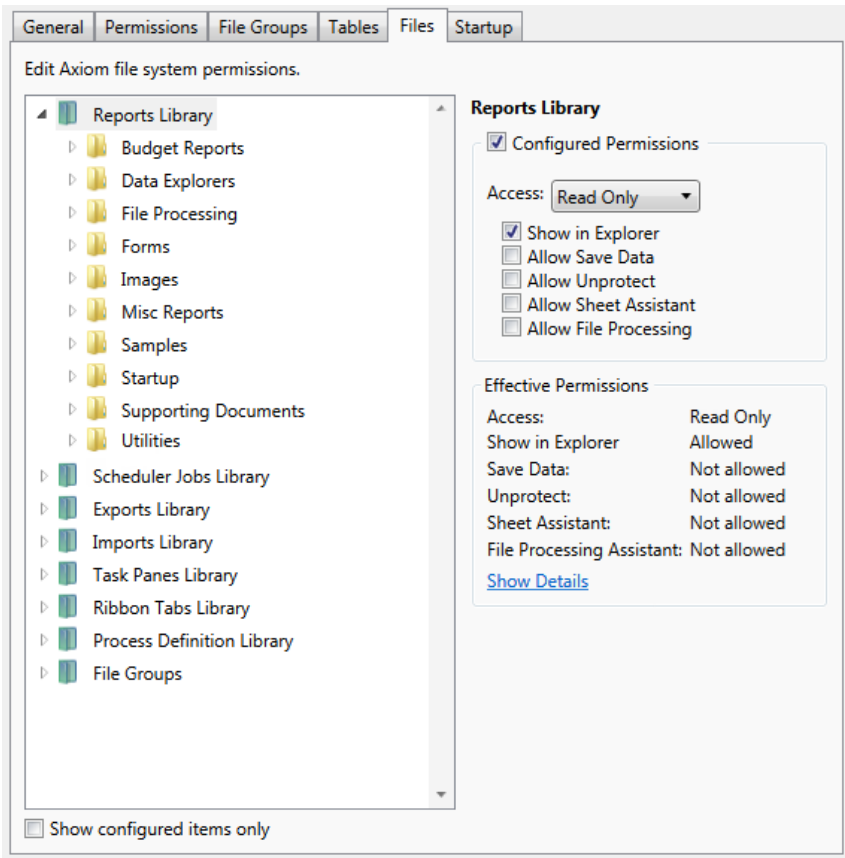 General Permissions File Groups Tables Files Startup
Edit Axiom file system permissions.
Reports Library
Budget Reports
Data Explorers
File Processing
Forms
Images
Misc Reports
Samples
Startup
Supporting Documents
Utilities
Scheduler Jobs Library
Exports Library
Imports Library
Task Panes Library
Ribbon Tabs Library
Process Definition Library
File Groups
Show configured items only
Reports Library
Configured Permissions
Access: Read Only
Show in Explorer
Allow Save Data
Allow Unprotect
Allow Sheet Assistant
Allow File Processing
Effective Permissions
Access: Read Only
Show in Explorer Allowed
Save Data: Not allowed
Unprotect: Not allowed
Sheet Assistant: Not allowed
File Processing Assistant: Not allowed
Show Details